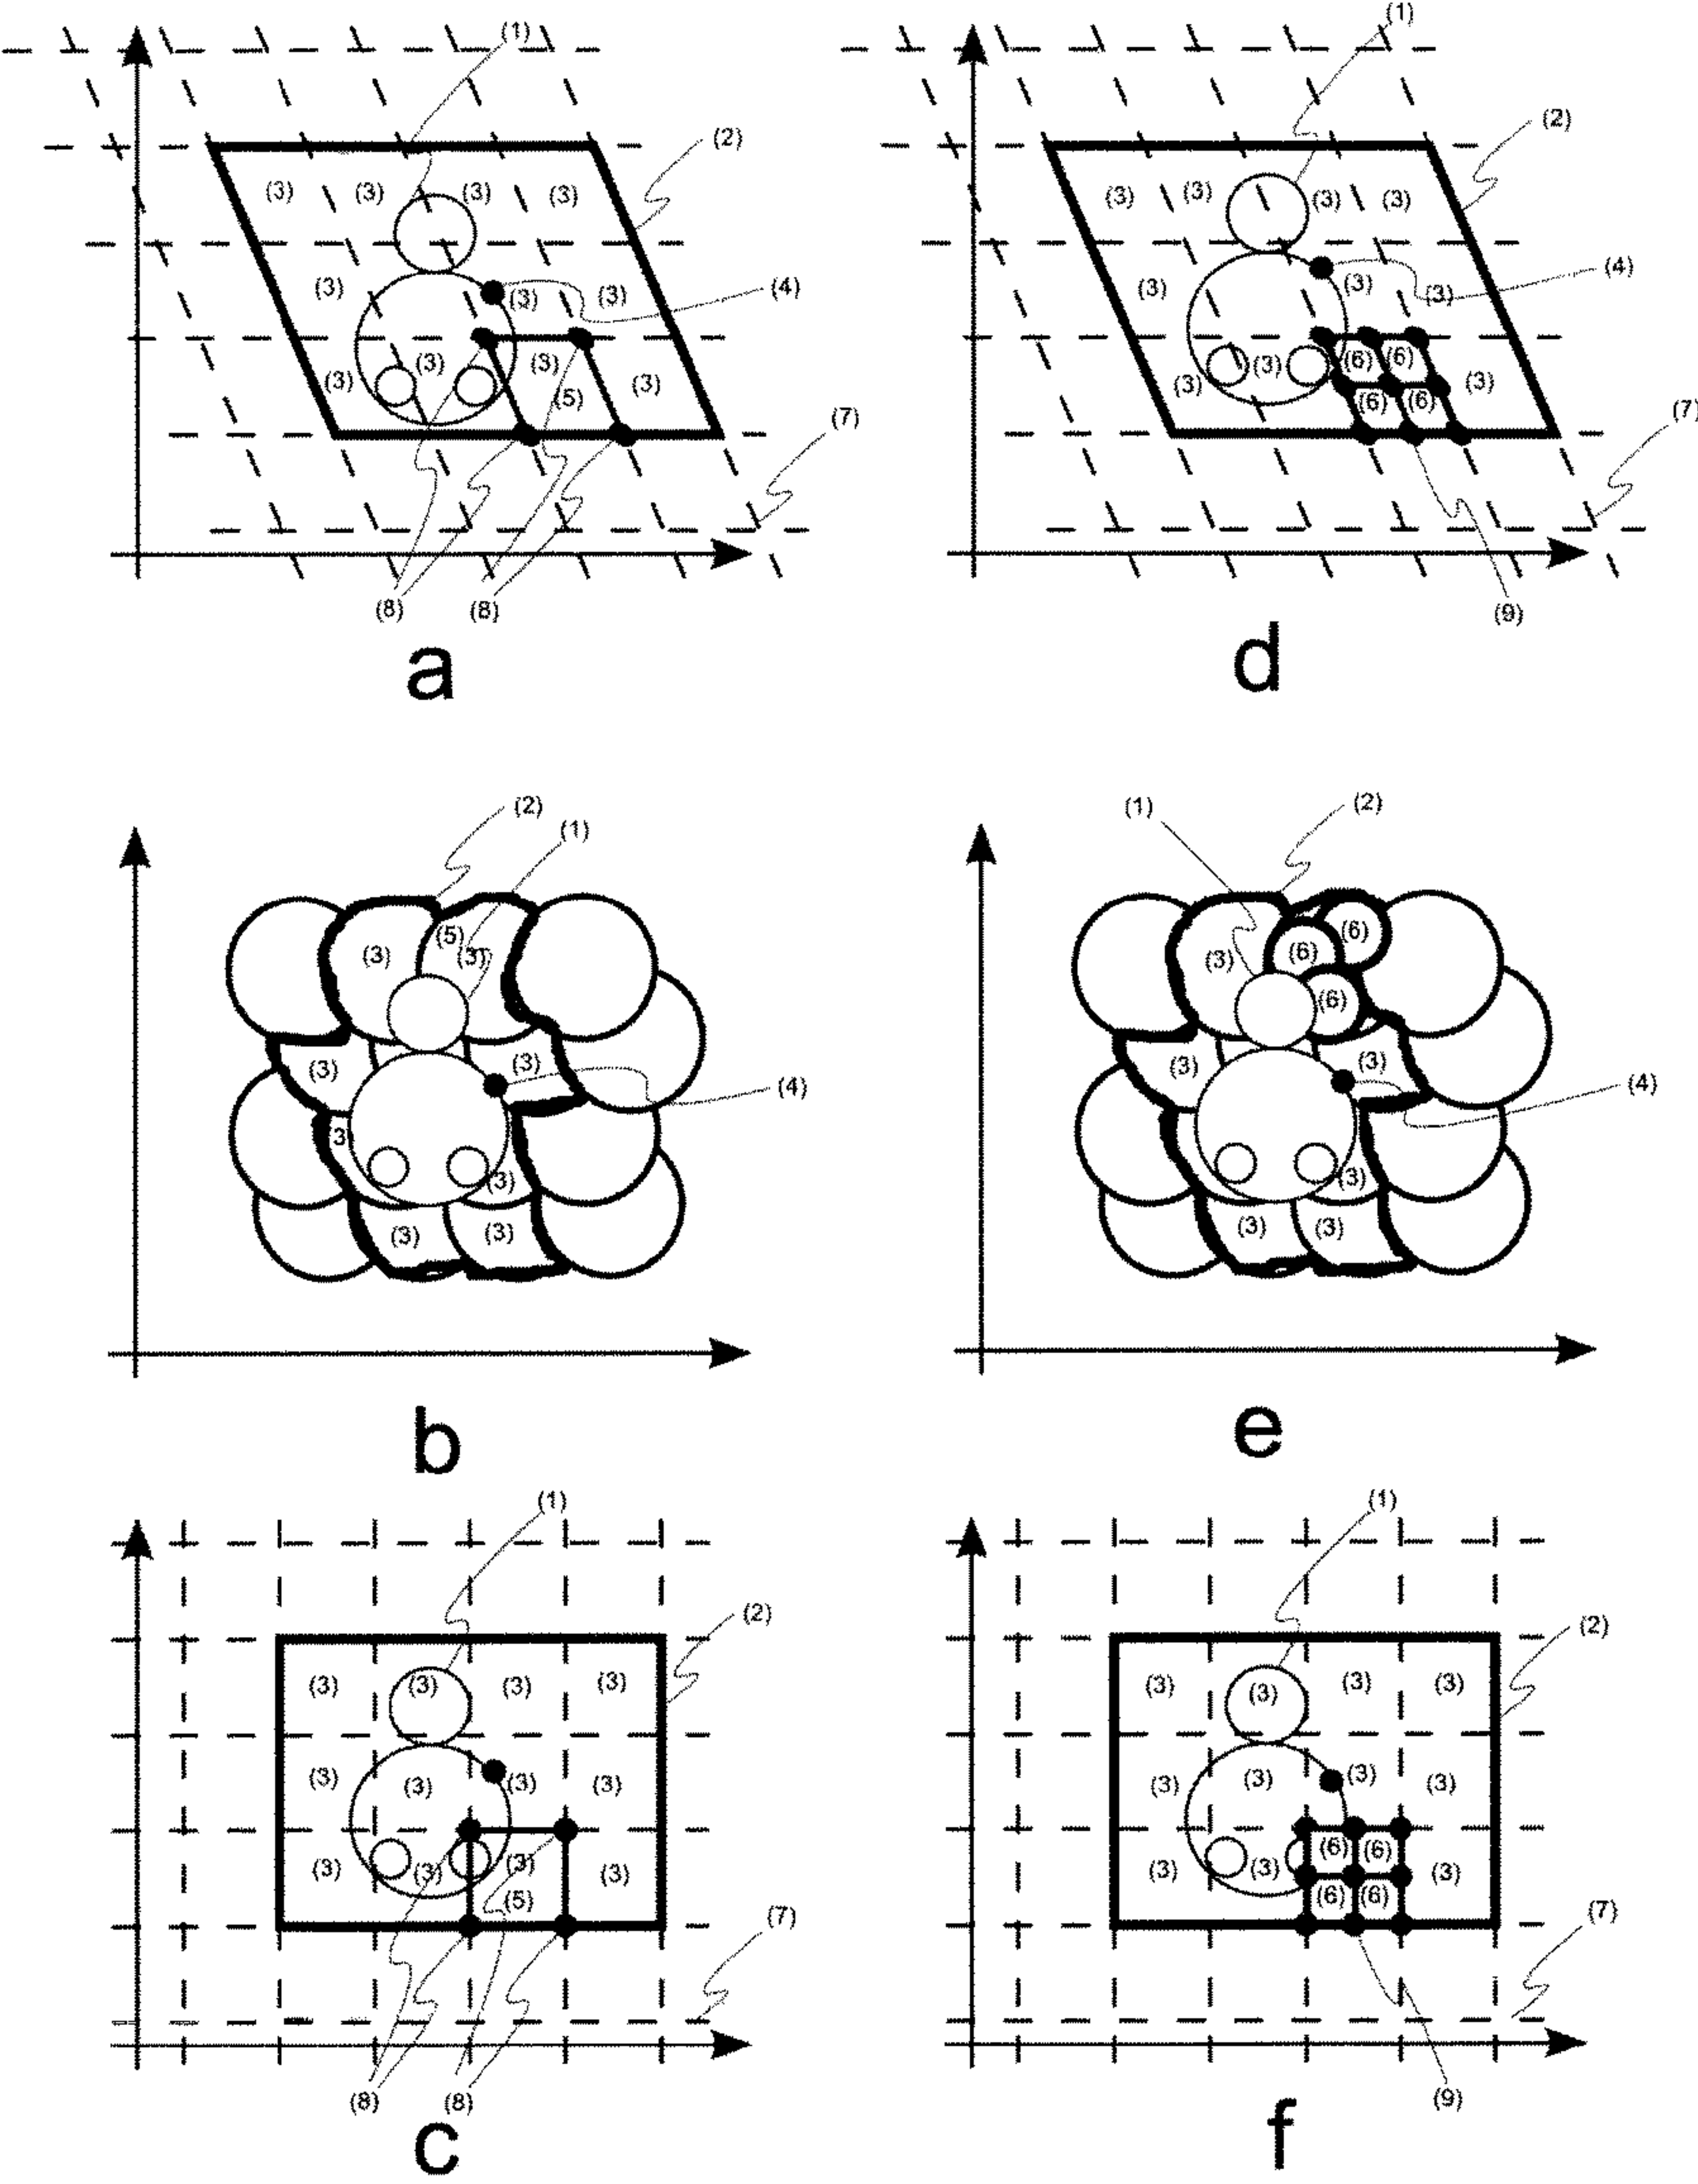 (1) (1)
(2) (2)
(3) (3) (3) (3) (3) (3) (3) (3)
(4) (4)
(3) (3) (3) (3) (3) (3)
(3) (3) (3) (3) (3) (3) (6) (6) (3)
(5) (6) (6)
(7) (7)
(8) (8) (9)
a d
(2) (1) (1) (2)
(1)
(5) (6)
(3) (3) (3) (6)
(6)
(3) (3) (3) (3)
(4) (4)
(3)
(3) (3)
(3) (3) (3) (3)
b e
(1) (1)
(2) (2)
(3) (3) (3) (3) (3) (3) (3) (3)
(3) (3) (3) (3) (3) (3) (3) (3)
(3) (3) (3) (3) (3) (3) (6) (6) (3)
(5) (6) (6)
(7) (7)
(8) (8) (9)
c f